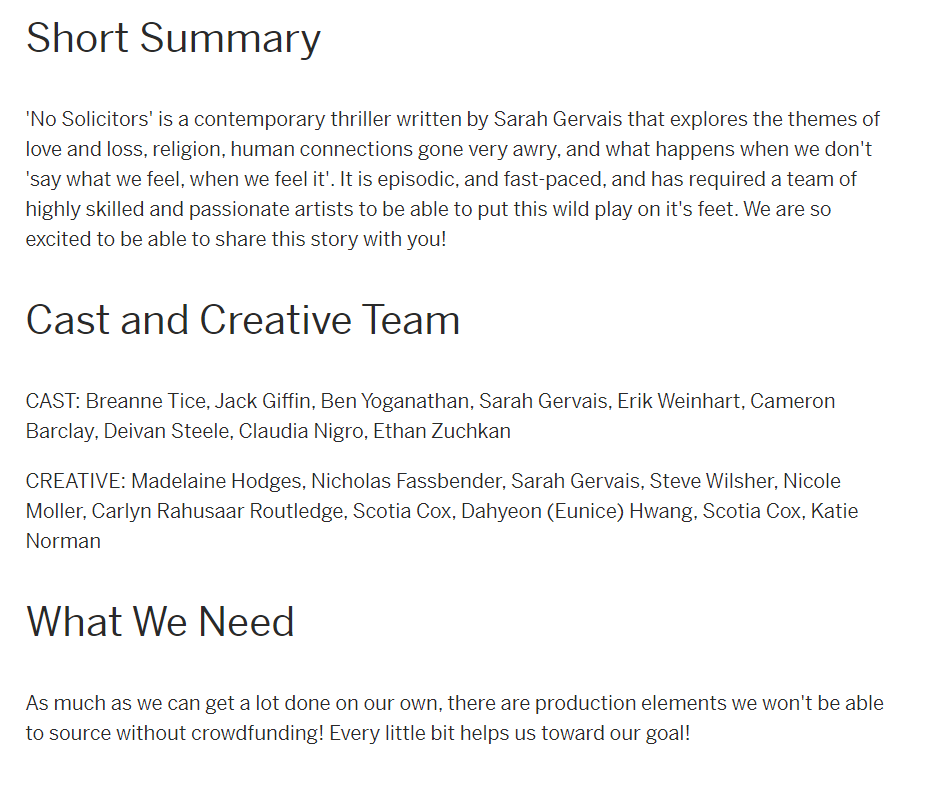 Short Summary
'No Solicitors' is a contemporary thriller written by Sarah Gervais that explores the themes of
love and loss, religion, human connections gone very awry, and what happens when we don't
'say what we feel, when we feel it'. It is episodic, and fast-paced, and has required a team of
highly skilled and passionate artists to be able to put this wild play on it's feet. We are so
excited to be able to share this story with you!
Cast and Creative Team
CAST: Breanne Tice, Jack Giffin, Ben Yoganathan, Sarah Gervais, Erik Weinhart, Cameron
Barclay, Deivan Steele, Claudia Nigro, Ethan Zuchkan
CREATIVE: Madelaine Hodges, Nicholas Fassbender, Sarah Gervais, Steve Wilsher, Nicole
Moller, Carlyn Rahusaar Routledge, Scotia Cox, Dahyeon (Eunice) Hwang, Scotia Cox, Katie
Norman
What We Need
As much as we can get a lot done on our own, there are production elements we won't be able
to source without crowdfunding! Every little bit helps us toward our goal!